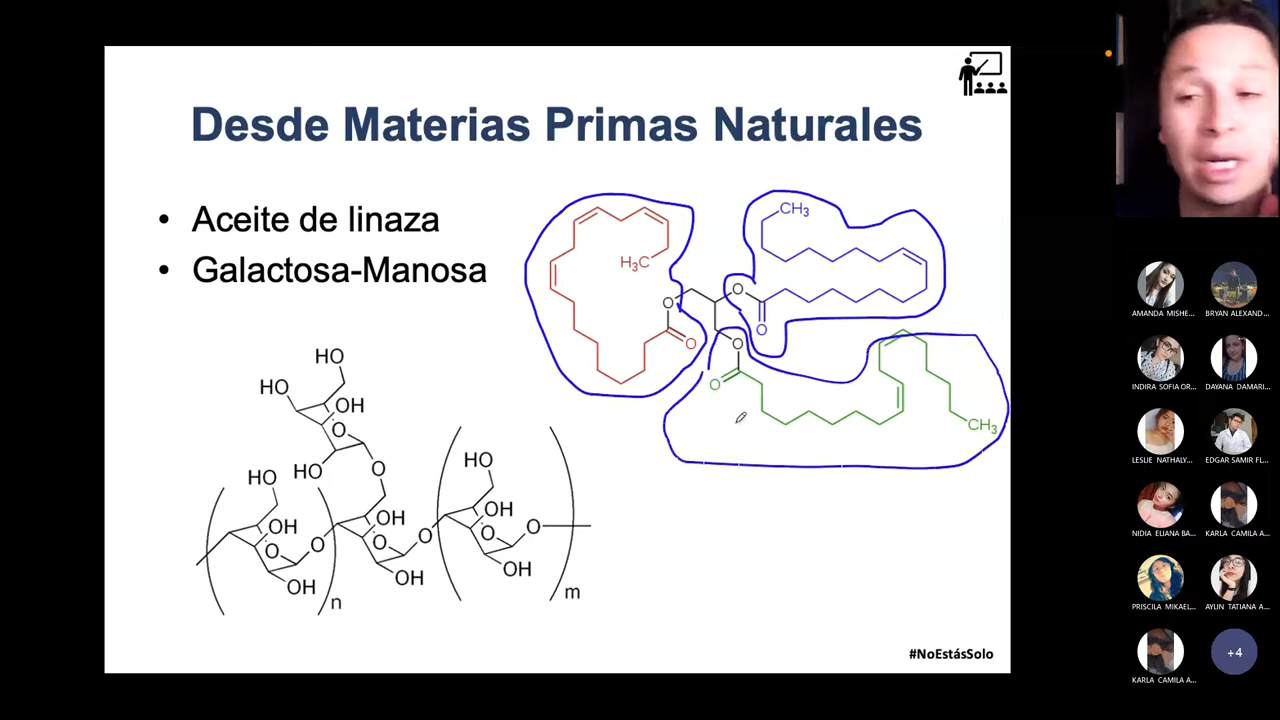 Desde Materias Primas Naturales
• Aceite de linaza
• Galactosa-Manosa
CH3
H3C
O
O
O
O
O
O
CH3
HO
HO
OH
O
HO
O
HO
OH
O
O
OH
n
OH
O
O
OH
HO
OH
O
O
OH
m
#NoEstásSolo
AMANDA MISHE...
BRYAN ALEXAND...
INDIRA SOFIA OR...
DAYANA DAMARI...
LESLIE NATHALY...
EDGAR SAMIR FL...
NIDIA ELIANA BA...
KARLA CAMILA A...
PRISCILA MIKAEL...
AYLIN TATIANA A...
KARLA CAMILA A...
+4